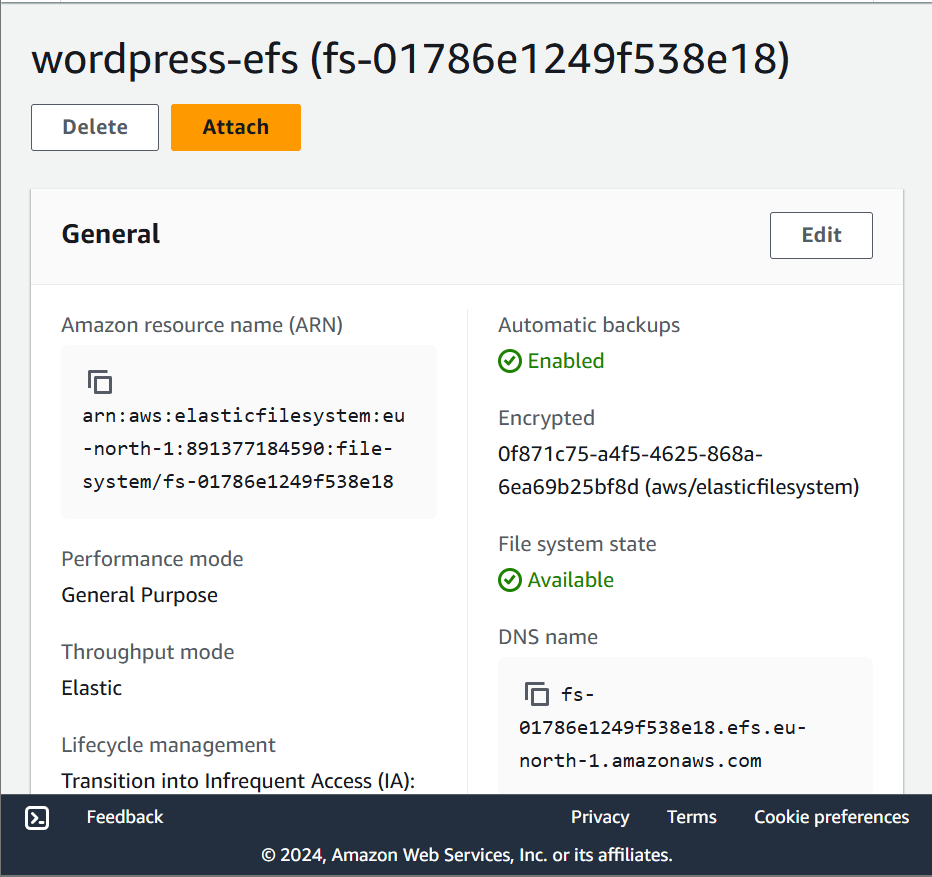 wordpress-efs (fs-01786e1249f538e18)
Delete
Attach
General
Edit
Amazon resource name (ARN)
arn:aws:elasticfilesystem:eu
-north-1:891377184590:file-
system/fs-01786e1249f538e18
Performance mode
General Purpose
Throughput mode
Elastic
Lifecycle management
Transition into Infrequent Access (IA):
Automatic backups
Enabled
Encrypted
0f871c75-a4f5-4625-868a-
6ea69b25bf8d (aws/elasticfilesystem)
File system state
Available
DNS name
fs-
01786e1249f538e18.efs.eu-
north-1.amazonaws.com
Feedback
Privacy
Terms
Cookie preferences
© 2024, Amazon Web Services, Inc. or its affiliates.